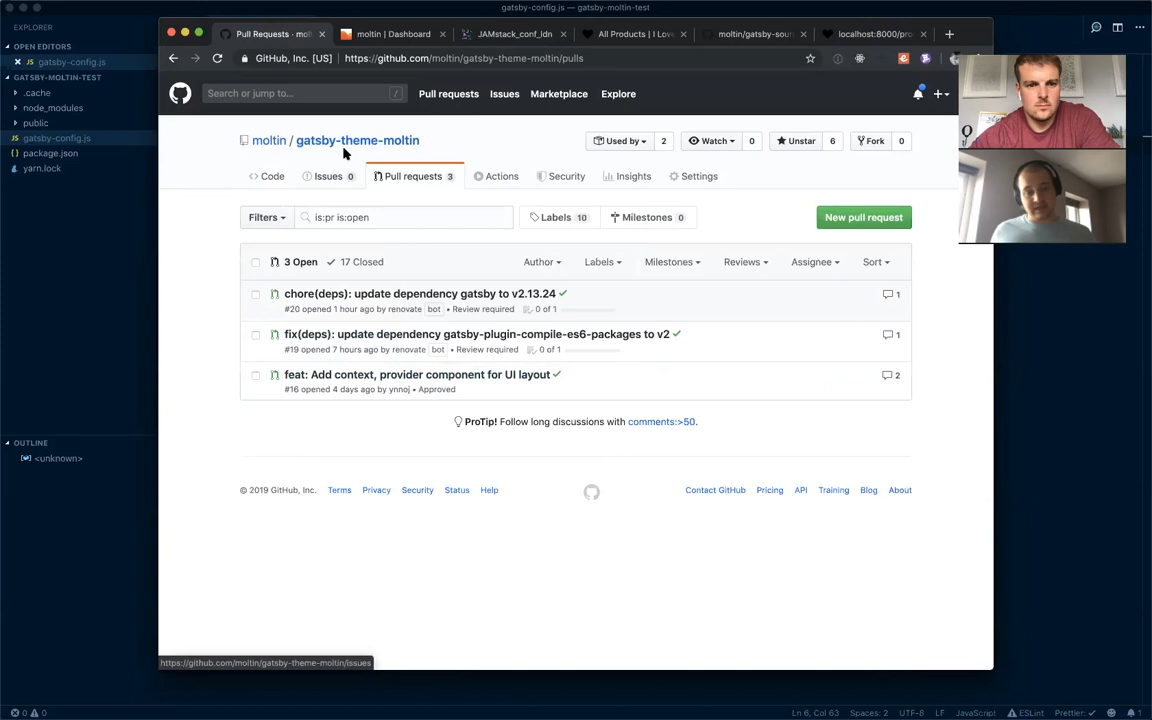 gatsby-config.js — gatsby-moltin-test
EXPLORER
OPEN EDITORS
gatsby-config.js
GATSBY-MOLTIN-TEST
.cache
node_modules
public
JS gatsby-config.js
{} package.json
yarn.lock
OUTLINE
<unknown>
Pull Requests · mol
moltin | Dashboard
JAMstack_conf_ldn
All Products | I Lov
moltin/gatsby-sour
localhost:8000/pro
GitHub, Inc. [US]
https://github.com/moltin/gatsby-theme-moltin/pulls
Search or jump to...
/
Pull requests
Issues
Marketplace
Explore
moltin / gatsby-theme-moltin
Used by
2
Watch
0
Unstar
6
Fork
0
Code
Issues 0
Pull requests 3
Actions
Security
Insights
Settings
Filters
is:pr is:open
Labels 10
Milestones 0
New pull request
3 Open
17 Closed
Author
Labels
Milestones
Reviews
Assignee
Sort
chore(deps): update dependency gatsby to v2.13.24
1
#20 opened 1 hour ago by renovate bot • Review required 0 of 1
fix(deps): update dependency gatsby-plugin-compile-es6-packages to v2
1
#19 opened 7 hours ago by renovate bot • Review required 0 of 1
feat: Add context, provider component for UI layout
2
#16 opened 4 days ago by ynnoj • Approved
ProTip! Follow long discussions with comments:>50.
© 2019 GitHub, Inc.
Terms
Privacy
Security
Status
Help
Contact GitHub
Pricing
API
Training
Blog
About
https://github.com/moltin/gatsby-theme-moltin/issues
0 0
Ln 6, Col 63
Spaces: 2
UTF-8
LF
JavaScript
ESLint
Prettier: ✓
1